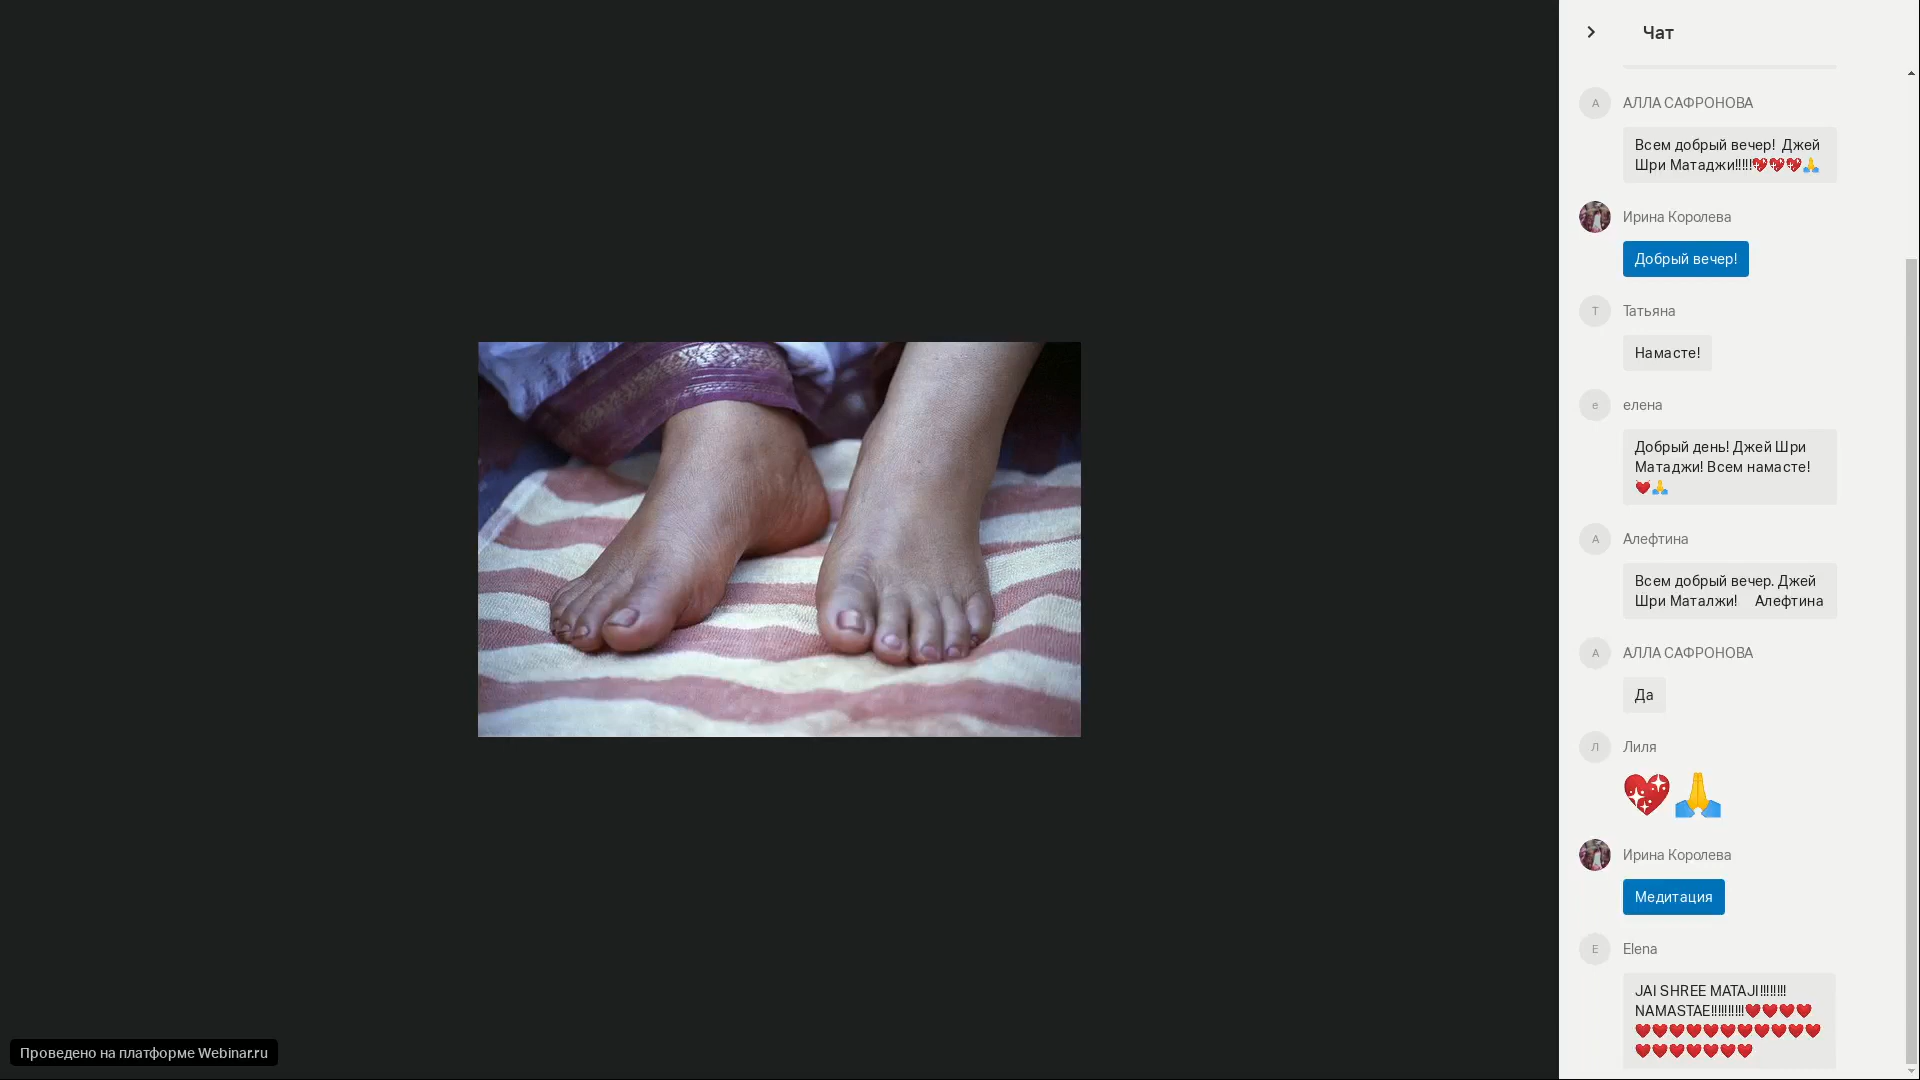 Чат
А
АЛЛА САФРОНОВА
Всем добрый вечер! Джей
Шри Матаджи!!!!!💖💖💖🙏
Ирина Королева
Добрый вечер!
Т
Татьяна
Намасте!
е
елена
Добрый день! Джей Шри
Матаджи! Всем намасте!
💓🙏
А
Алефтина
Всем добрый вечер. Джей
Шри Маталжи! Алефтина
А
АЛЛА САФРОНОВА
Да
Л
Лиля
💖🙏
Ирина Королева
Медитация
E
Elena
JAI SHREE MATAJI!!!!!!!!!
NAMASTAE!!!!!!!!!!❤️❤️❤️❤️
❤️❤️❤️❤️❤️❤️❤️❤️❤️❤️❤️
❤️❤️❤️❤️❤️❤️❤️
Проведено на платформе Webinar.ru